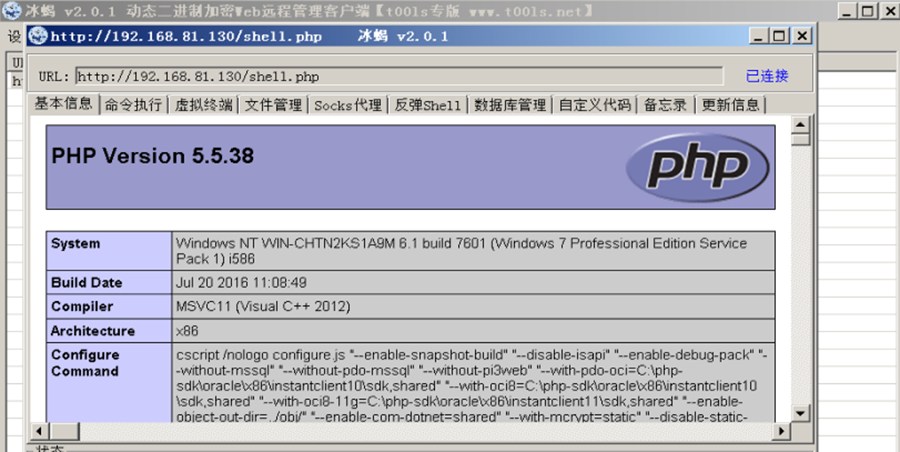 冰蝎 v2.0.1 动态二进制加密Web远程管理客户端【t00ls专版 www.t00ls.net】
设
http://192.168.81.130/shell.php 冰蝎 v2.0.1
URL: http://192.168.81.130/shell.php 已连接
基本信息 命令执行 虚拟终端 文件管理 Socks代理 反弹Shell 数据库管理 自定义代码 备忘录 更新信息
PHP Version 5.5.38
php
System Windows NT WIN-CHTN2KS1A9M 6.1 build 7601 (Windows 7 Professional Edition Service
Pack 1) i586
Build Date Jul 20 2016 11:08:49
Compiler MSVC11 (Visual C++ 2012)
Architecture x86
Configure cscript /nologo configure.js "--enable-snapshot-build" "--disable-isapi" "--enable-debug-pack" "-
Command -without-mssql" "--without-pdo-mssql" "--without-pi3web" "--with-pdo-oci=C:\php-
sdk\oracle\x86\instantclient10\sdk,shared" "--with-oci8=C:\php-sdk\oracle\x86\instantclient10
\sdk,shared" "--with-oci8-11g=C:\php-sdk\oracle\x86\instantclient11\sdk,shared" "--enable-
object-out-dir=../obj/" "--enable-com-dotnet=shared" "--with-mcrypt=static" "--disable-static-
状态